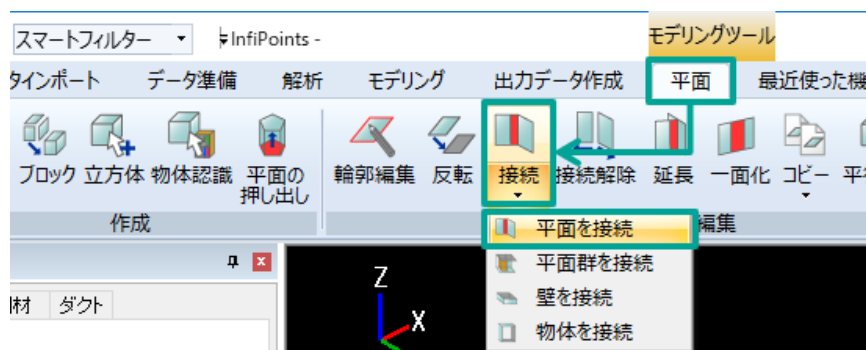 スマートフィルター InfiPoints - モデリングツール
タインポート データ準備 解析 モデリング 出力データ作成 平面 最近使った機
ブロック 立方体 物体認識 平面の押し出し 輪郭編集 反転 接続 接続解除 延長 一面化 コピー 平行
作成 編集
平面を接続
平面群を接続
壁を接続
物体を接続
材 ダクト
Z
X